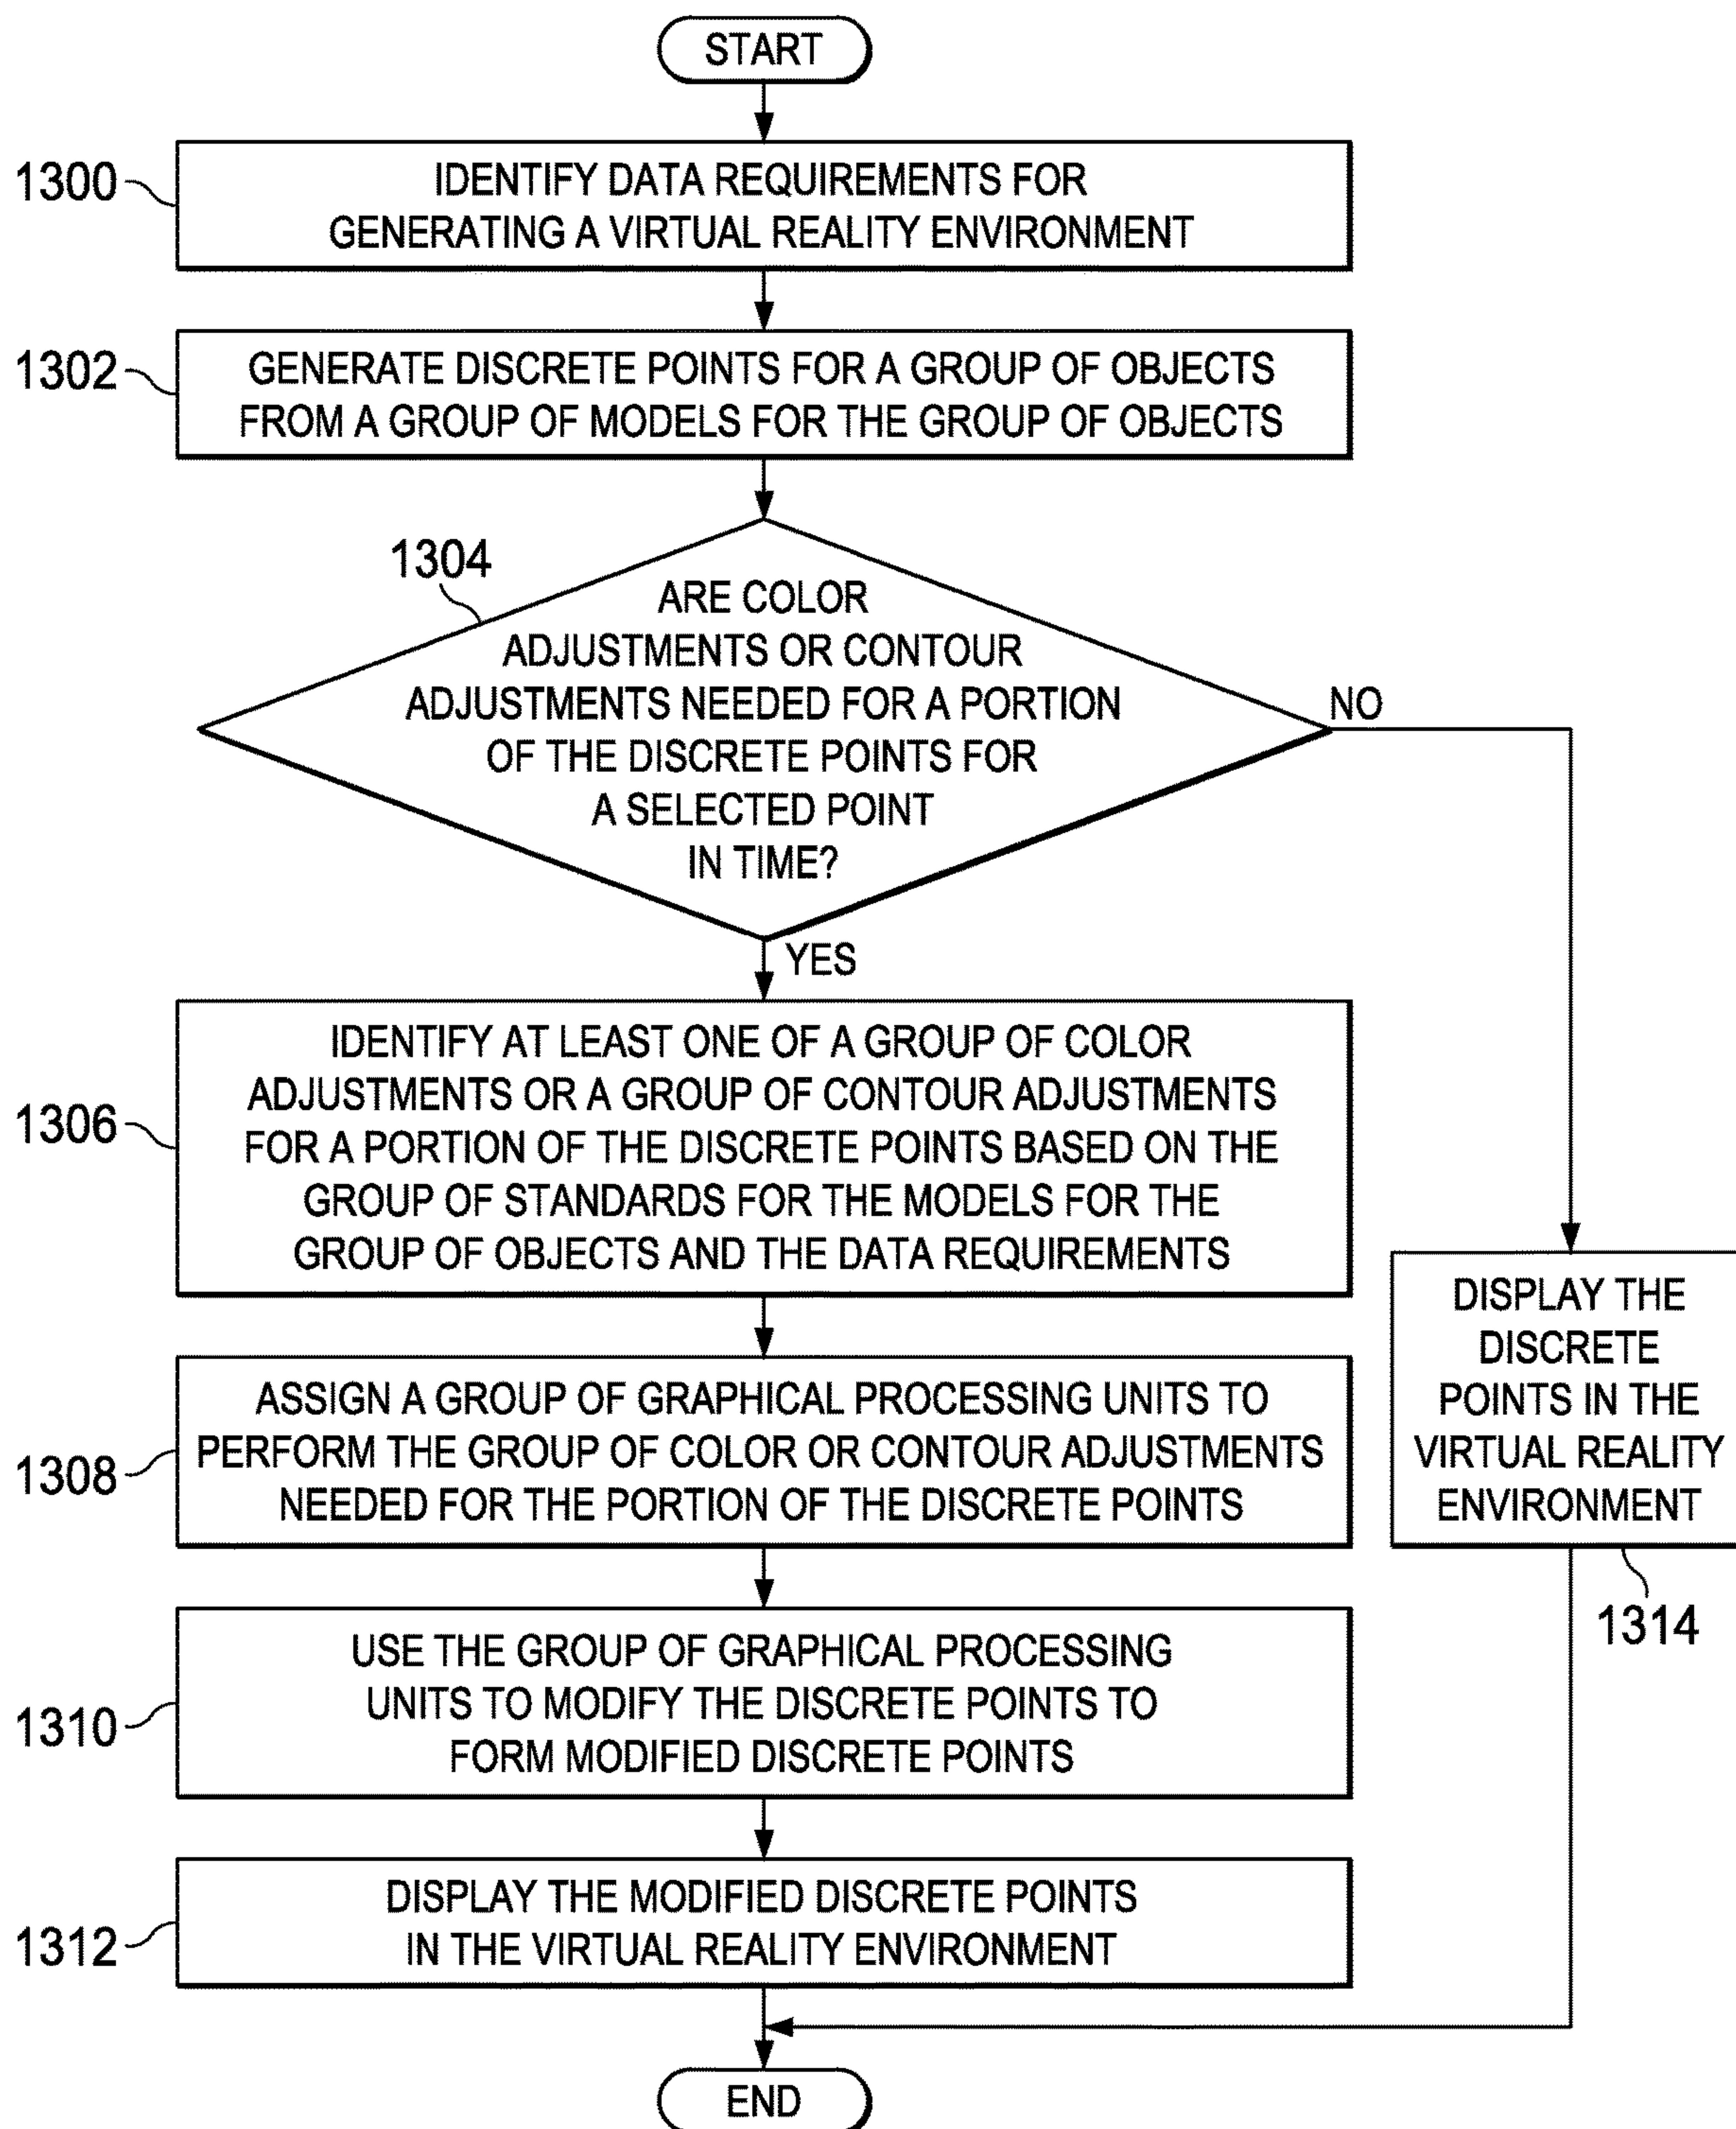 START
1300
IDENTIFY DATA REQUIREMENTS FOR
GENERATING A VIRTUAL REALITY ENVIRONMENT
1302
GENERATE DISCRETE POINTS FOR A GROUP OF OBJECTS
FROM A GROUP OF MODELS FOR THE GROUP OF OBJECTS
1304
ARE COLOR
ADJUSTMENTS OR CONTOUR
ADJUSTMENTS NEEDED FOR A PORTION
OF THE DISCRETE POINTS FOR
A SELECTED POINT
IN TIME?
NO
YES
1306
IDENTIFY AT LEAST ONE OF A GROUP OF COLOR
ADJUSTMENTS OR A GROUP OF CONTOUR ADJUSTMENTS
FOR A PORTION OF THE DISCRETE POINTS BASED ON THE
GROUP OF STANDARDS FOR THE MODELS FOR THE
GROUP OF OBJECTS AND THE DATA REQUIREMENTS
DISPLAY THE
DISCRETE
POINTS IN THE
VIRTUAL REALITY
ENVIRONMENT
1314
1308
ASSIGN A GROUP OF GRAPHICAL PROCESSING UNITS TO
PERFORM THE GROUP OF COLOR OR CONTOUR ADJUSTMENTS
NEEDED FOR THE PORTION OF THE DISCRETE POINTS
1310
USE THE GROUP OF GRAPHICAL PROCESSING
UNITS TO MODIFY THE DISCRETE POINTS TO
FORM MODIFIED DISCRETE POINTS
1312
DISPLAY THE MODIFIED DISCRETE POINTS
IN THE VIRTUAL REALITY ENVIRONMENT
END